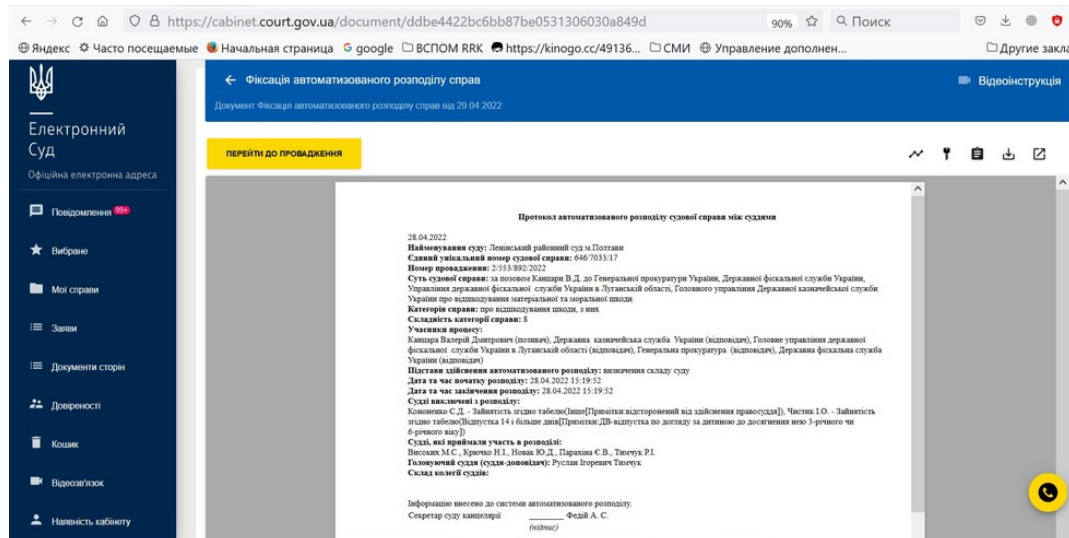 https://cabinet.court.gov.ua/document/ddbe4422bc6bb87be0531306030a849d 90% Поиск
Яндекс Часто посещаемые Начальная страница google ВСПОМ RRK https://kinogo.cc/49136... СМИ Управление дополнен... Другие закла
Фіксація автоматизованого розподілу справ Відеоінструкція
Документ Фіксація автоматизованого розподілу справ від 29.04.2022
Електронний
Суд
Офіційна електронна адреса
ПЕРЕЙТИ ДО ПРОВАДЖЕННЯ
Повідомлення 99+
Вибране
Мої справи
Заяви
Документи сторін
Довіреності
Кошик
Відеозв'язок
Наявність кабінету
Протокол автоматизованого розподілу судової справи між суддями
28.04.2022
Найменування суду: Ленінський районний суд м.Полтави
Єдиний унікальний номер судової справи: 646/7033/17
Номер провадження: 2/553/892/2022
Суть судової справи: за позовом Канцара В.Д. до Генеральної прокуратури України, Державної фіскальної служби України,
Управління державної фіскальної служби України в Луганській області, Головного управління Державної казначейської служби
України про відшкодування матеріальної та моральної шкоди
Категорія справи: про відшкодування шкоди, з них
Складність категорії справи: 8
Учасники процесу:
Канцара Валерій Дмитрович (позивач), Державна казначейська служба України (відповідач), Головне управління державної
фіскальної служби України в Луганській області (відповідач), Генеральна прокуратура (відповідач), Державна фіскальна служба
України (відповідач)
Підстави здійснення автоматизованого розподілу: визначення складу суду
Дата та час початку розподілу: 28.04.2022 15:19:52
Дата та час закінчення розподілу: 28.04.2022 15:19:52
Судді виключені з розподілу:
Кононенко С.Д. - Зайнятість згідно табелю(Інше[Примітки:відсторонений від здійснення правосуддя]), Чистик І.О. - Зайнятість
згідно табелю(Відпустка 14 і більше днів[Примітки:ДВ-відпустка по догляду за дитиною до досягнення нею 3-річного чи
6-річного віку])
Судді, які приймали участь в розподілі:
Високих М.С., Крючко Н.І., Новак Ю.Д., Парахіна Є.В., Тимчук Р.І.
Головуючий суддя (суддя-доповідач): Руслан Ігоревич Тимчук
Склад колегії суддів:
Інформацію внесено до системи автоматизованого розподілу.
Секретар суду канцелярії Федій А. С.
(підпис)